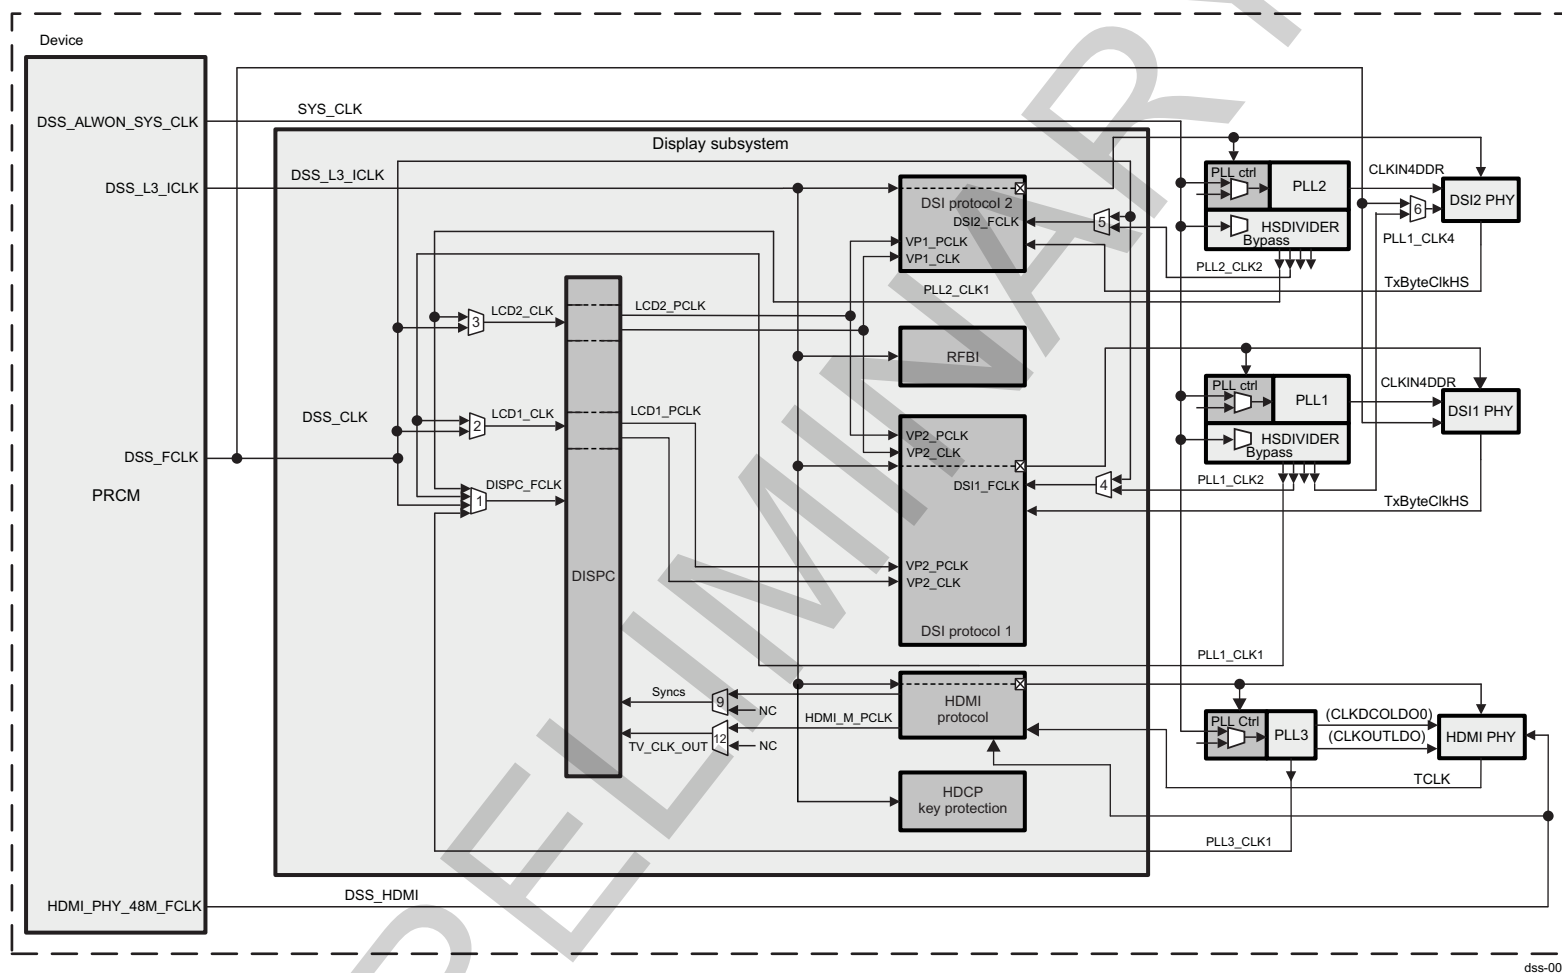 Device
DSS_ALWON_SYS_CLK
SYS_CLK
Display subsystem
DSS_L3_ICLK
DSS_L3_ICLK
DSI protocol 2
DSI2_FCLK
5
VP1_PCLK
VP1_CLK
PLL ctrl
PLL2
HSDIVIDER
Bypass
CLKIN4DDR
DSI2 PHY
6
PLL1_CLK4
PLL2_CLK2
TxByteClkHS
PLL2_CLK1
LCD2_CLK
3
LCD2_PCLK
RFBI
DSS_CLK
LCD1_CLK
2
LCD1_PCLK
PLL ctrl
PLL1
HSDIVIDER
Bypass
CLKIN4DDR
DSI1 PHY
VP2_PCLK
VP2_CLK
DSS_FCLK
PRCM
DISPC_FCLK
1
DSI1_FCLK
4
PLL1_CLK2
TxByteClkHS
DISPC
VP2_PCLK
VP2_CLK
DSI protocol 1
PLL1_CLK1
Syncs
9
NC
HDMI_M_PCLK
TV_CLK_OUT
12
NC
HDMI
protocol
PLL Ctrl
PLL3
(CLKDCOLDO0)
(CLKOUTLDO)
HDMI PHY
TCLK
HDCP
key protection
PLL3_CLK1
HDMI_PHY_48M_FCLK
DSS_HDMI
dss-00
PRELIMINARY